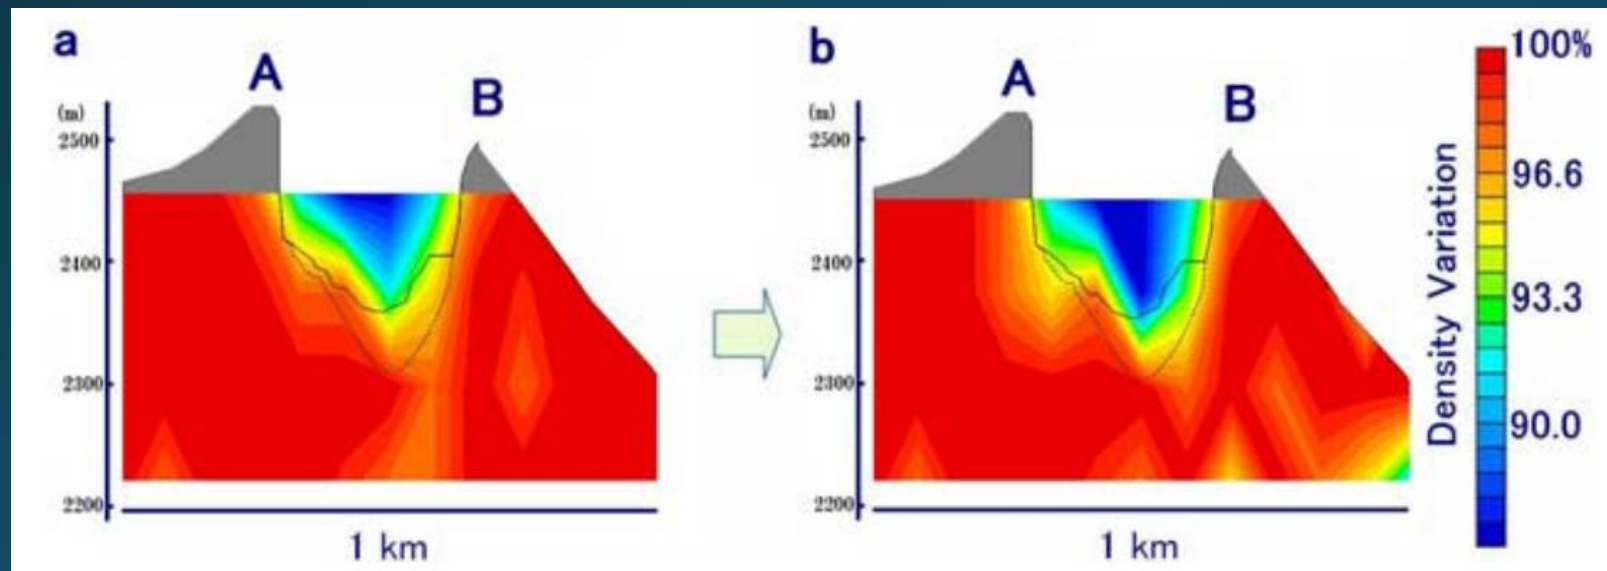 a
A
B
(m)
2500
2400
2300
2200
1 km
b
A
B
(m)
2500
2400
2300
2200
1 km
Density Variation
100%
96.6
93.3
90.0